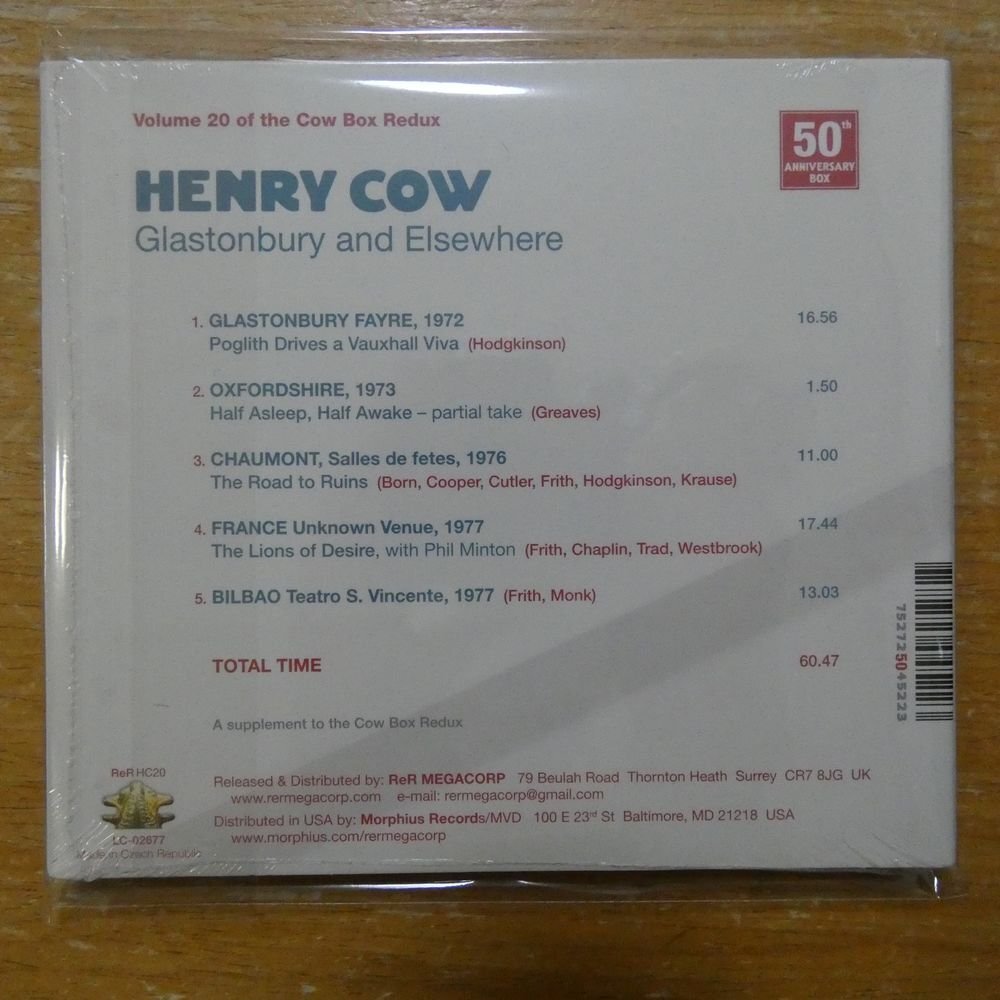 Volume 20 of the Cow Box Redux
50th
ANNIVERSARY
BOX
HENRY COW
Glastonbury and Elsewhere
1. GLASTONBURY FAYRE, 1972 16.56
Poglith Drives a Vauxhall Viva (Hodgkinson)
2. OXFORDSHIRE, 1973 1.50
Half Asleep, Half Awake – partial take (Greaves)
3. CHAUMONT, Salles de fetes, 1976 11.00
The Road to Ruins (Born, Cooper, Cutler, Frith, Hodgkinson, Krause)
4. FRANCE Unknown Venue, 1977 17.44
The Lions of Desire, with Phil Minton (Frith, Chaplin, Trad, Westbrook)
5. BILBAO Teatro S. Vincente, 1977 (Frith, Monk) 13.03
TOTAL TIME 60.47
A supplement to the Cow Box Redux
752725045223
ReR HC20
LC-02677
Made in Czech Republic
Released & Distributed by: ReR MEGACORP 79 Beulah Road Thornton Heath Surrey CR7 8JG UK
www.rermegacorp.com e-mail: rermegacorp@gmail.com
Distributed in USA by: Morphius Records/MVD 100 E 23rd St Baltimore, MD 21218 USA
www.morphius.com/rermegacorp